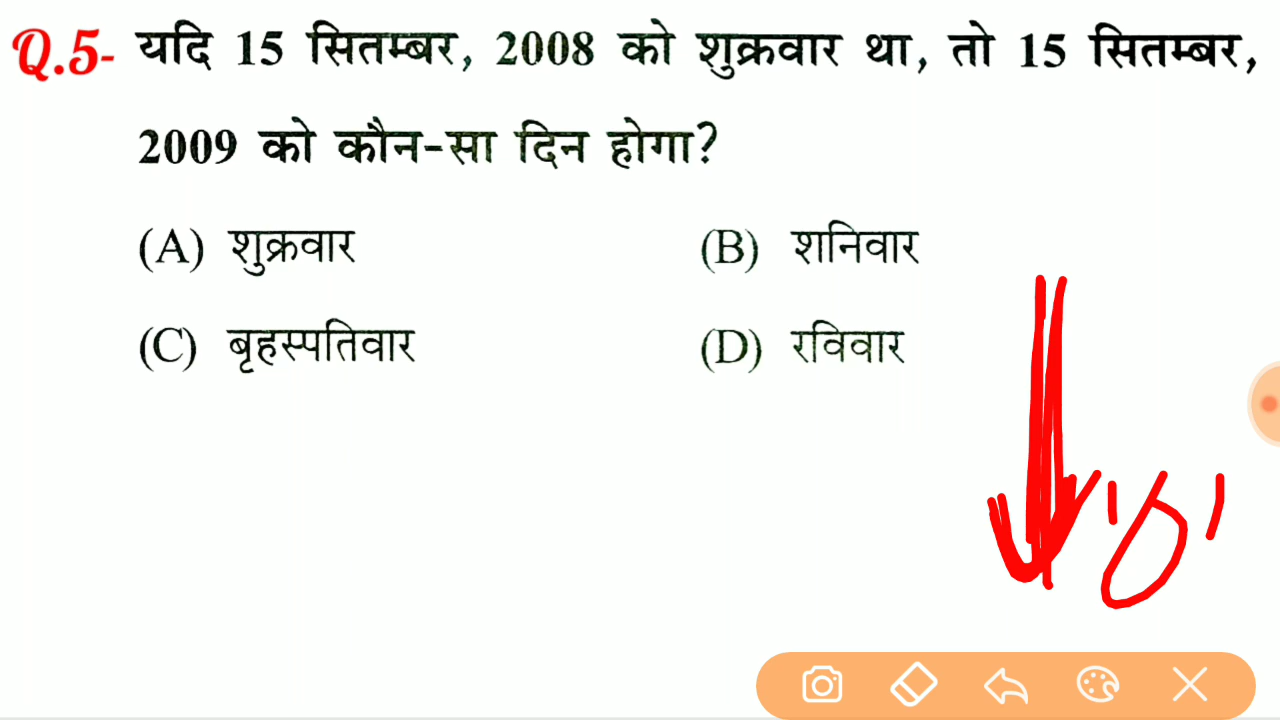 Q.5- यदि 15 सितम्बर, 2008 को शुक्रवार था, तो 15 सितम्बर,
2009 को कौन-सा दिन होगा?
(A) शुक्रवार (B) शनिवार
(C) बृहस्पतिवार (D) रविवार